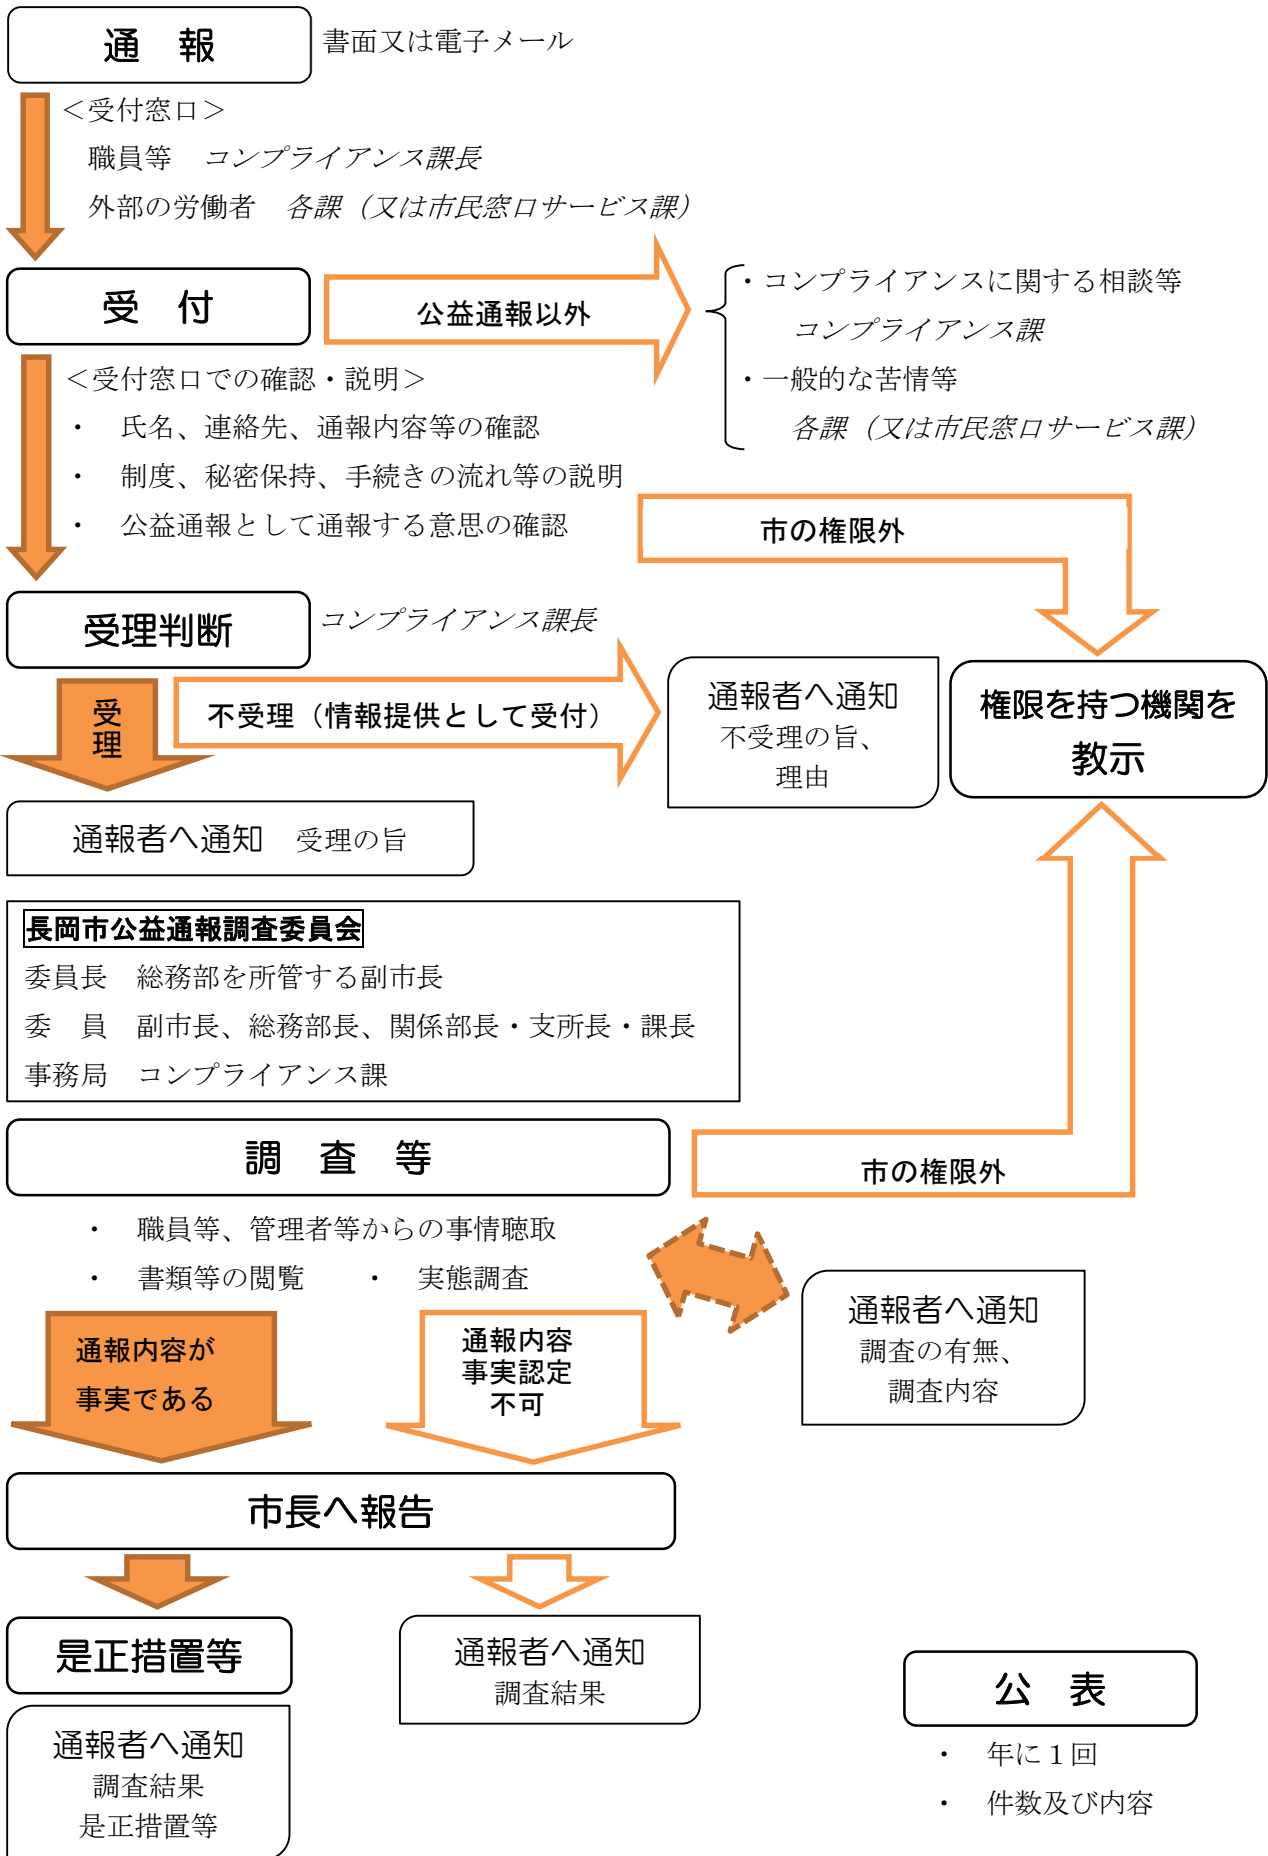 通　報
書面又は電子メール
＜受付窓口＞
職員等　コンプライアンス課長
外部の労働者　各課（又は市民窓口サービス課）
受　付
公益通報以外
・コンプライアンスに関する相談等
コンプライアンス課
・一般的な苦情等
各課（又は市民窓口サービス課）
＜受付窓口での確認・説明＞
・　氏名、連絡先、通報内容等の確認
・　制度、秘密保持、手続きの流れ等の説明
・　公益通報として通報する意思の確認
市の権限外
受理判断
コンプライアンス課長
受理
不受理（情報提供として受付）
通報者へ通知
不受理の旨、
理由
権限を持つ機関を
教示
通報者へ通知　受理の旨
長岡市公益通報調査委員会
委員長　総務部を所管する副市長
委　員　副市長、総務部長、関係部長・支所長・課長
事務局　コンプライアンス課
調　査　等
市の権限外
・　職員等、管理者等からの事情聴取
・　書類等の閲覧　　・　実態調査
通報者へ通知
調査の有無、
調査内容
通報内容が
事実である
通報内容
事実認定
不可
市長へ報告
是正措置等
通報者へ通知
調査結果
是正措置等
通報者へ通知
調査結果
公　表
・　年に１回
・　件数及び内容